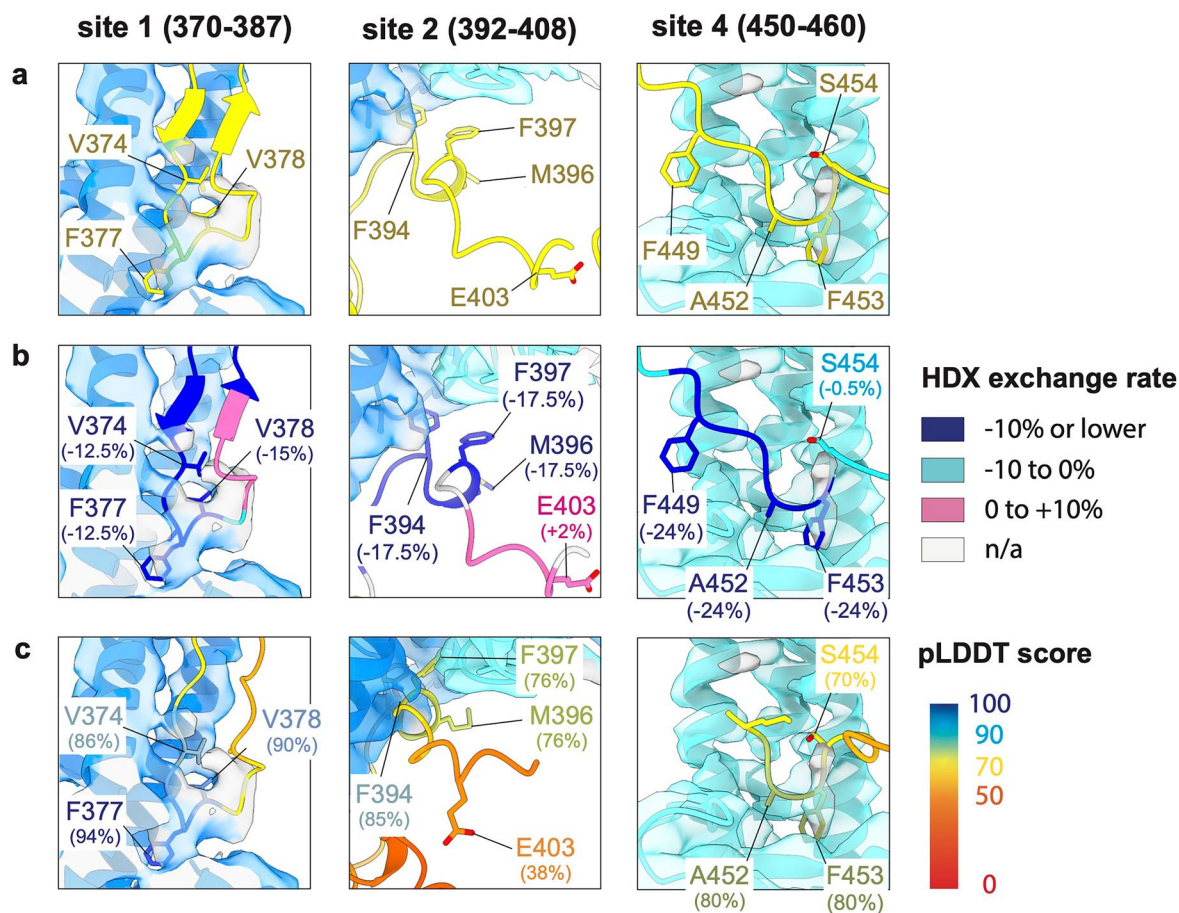 site 1 (370-387)
site 2 (392-408)
site 4 (450-460)
a
V374
V378
F377
F397
M396
F394
E403
S454
F449
A452
F453
b
V374
(-12.5%)
V378
(-15%)
F377
(-12.5%)
F397
(-17.5%)
M396
(-17.5%)
F394
(-17.5%)
E403
(+2%)
S454
(-0.5%)
F449
(-24%)
A452
(-24%)
F453
(-24%)
HDX exchange rate
-10% or lower
-10 to 0%
0 to +10%
n/a
c
V374
(86%)
V378
(90%)
F377
(94%)
F397
(76%)
M396
(76%)
F394
(85%)
E403
(38%)
S454
(70%)
A452
(80%)
F453
(80%)
pLDDT score
100
90
70
50
0